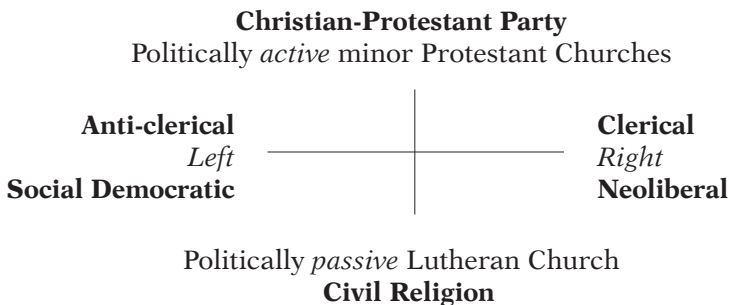 Christian-Protestant Party
Politically active minor Protestant Churches
Anti-clerical
Left
Social Democratic
Clerical
Right
Neoliberal
Politically passive Lutheran Church
Civil Religion